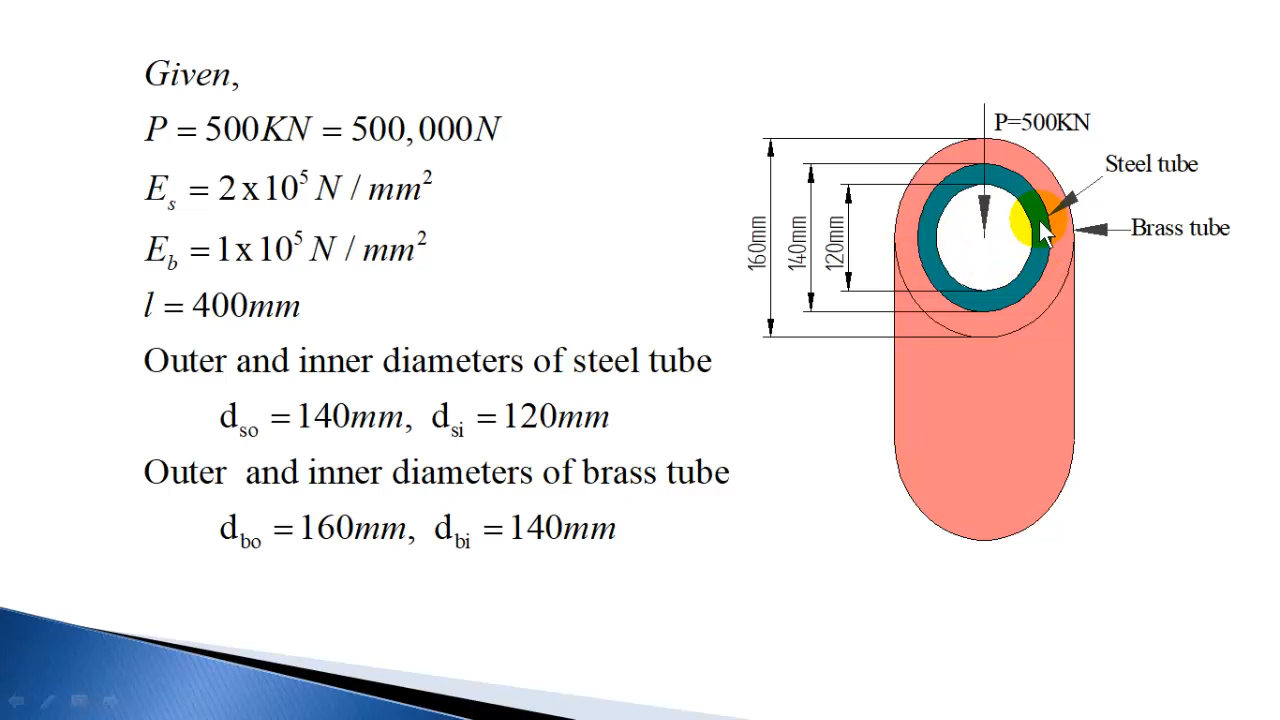 Given,
P = 500KN = 500,000N
E_s = 2 x 10^5 N / mm^2
E_b = 1 x 10^5 N / mm^2
l = 400mm
Outer and inner diameters of steel tube
d_so = 140mm, d_si = 120mm
Outer and inner diameters of brass tube
d_bo = 160mm, d_bi = 140mm
P=500KN
Steel tube
Brass tube
160mm
140mm
120mm